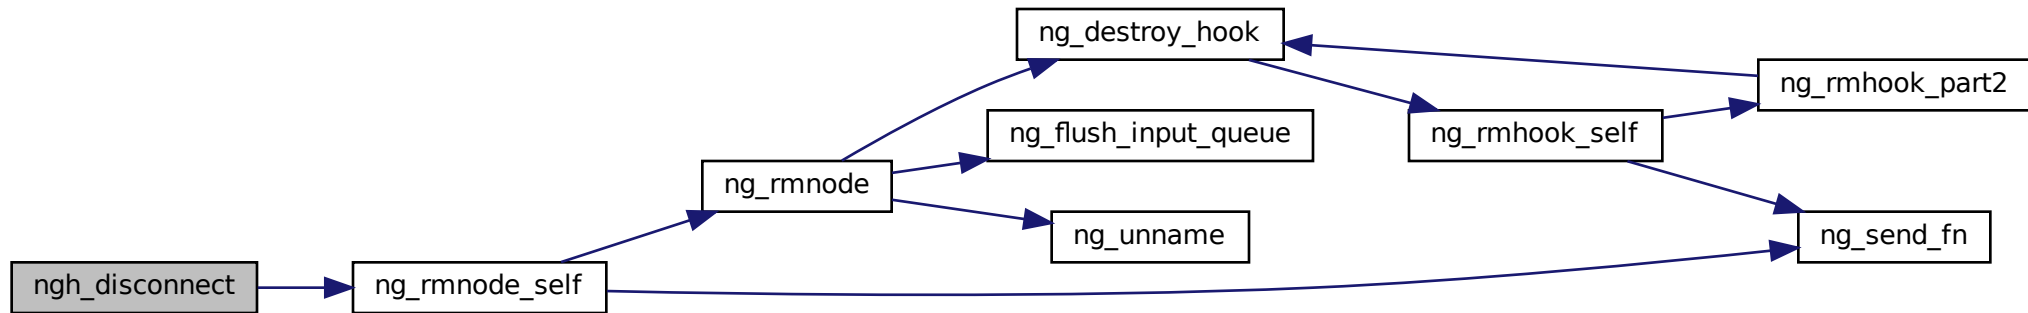 ng_destroy_hook
ng_rmhook_part2
ng_flush_input_queue
ng_rmhook_self
ng_rmnode
ng_unname
ng_send_fn
ngh_disconnect
ng_rmnode_self